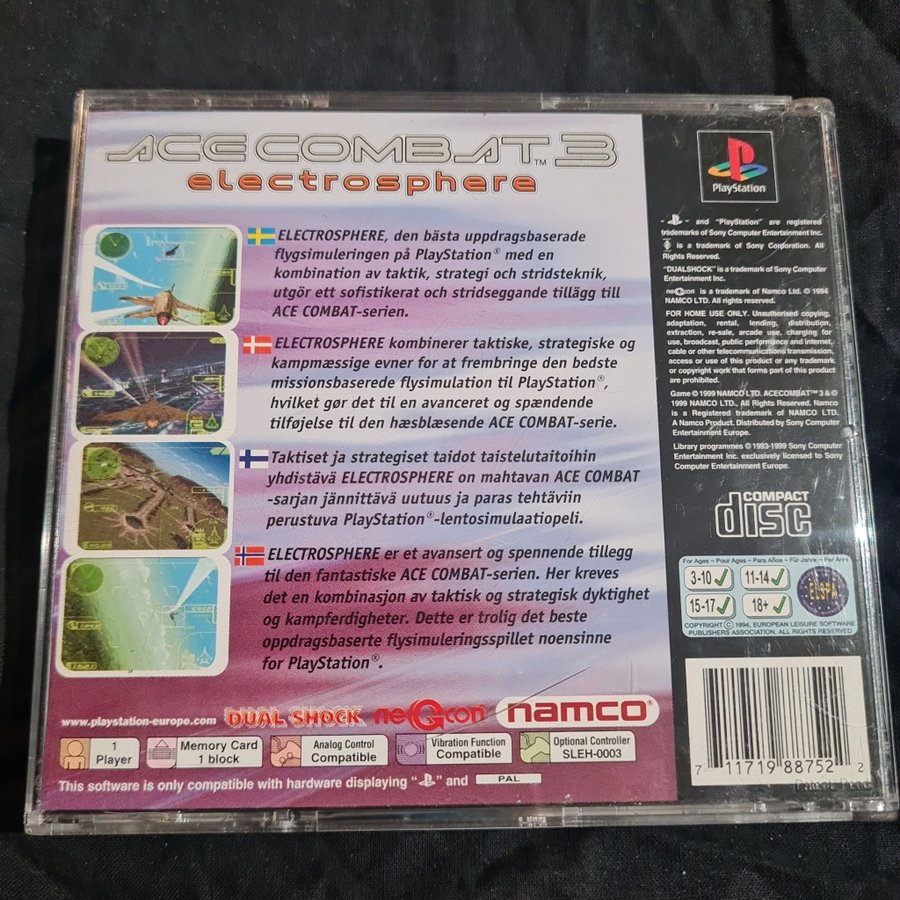 ACE COMBAT™ 3
electrosphere
ELECTROSPHERE, den bästa uppdragsbaserade
flygsimuleringen på PlayStation® med en
kombination av taktik, strategi och stridsteknik,
utgör ett sofistikerat och stridseggande tillägg till
ACE COMBAT-serien.
ELECTROSPHERE kombinerer taktiske, strategiske og
kampmæssige evner for at frembringe den bedste
missionsbaserede flysimulation til PlayStation®,
hvilket gør det til en avanceret og spændende
tilføjelse til den hæsblæsende ACE COMBAT-serie.
Taktiset ja strategiset taidot taistelutaitoihin
yhdistävä ELECTROSPHERE on mahtavan ACE COMBAT
-sarjan jännittävä uutuus ja paras tehtäviin
perustuva PlayStation®-lentosimulaatiopeli.
ELECTROSPHERE er et avansert og spennende tillegg
til den fantastiske ACE COMBAT-serien. Her kreves
det en kombinasjon av taktisk og strategisk dyktighet
og kampferdigheter. Dette er trolig det beste
oppdragsbaserte flysimuleringsspillet noensinne
for PlayStation®.
www.playstation-europe.com DUAL SHOCK neGcon namco®
1
Player
Memory Card
1 block
Analog Control
Compatible
Vibration Function
Compatible
Optional Controller
SLEH-0003
This software is only compatible with hardware displaying " " and PAL
PlayStation
" " and "PlayStation" are registered
trademarks of Sony Computer Entertainment Inc.
is a trademark of Sony Corporation. All
Rights Reserved.
"DUALSHOCK" is a trademark of Sony Computer
Entertainment Inc.
neGcon is a trademark of Namco Ltd. © 1994
NAMCO LTD. All rights reserved.
FOR HOME USE ONLY. Unauthorised copying,
adaptation, rental, lending, distribution,
extraction, re-sale, arcade use, charging for
use, broadcast, public performance and internet,
cable or other telecommunications transmission,
access or use of this product or any trademark
or copyright work that forms part of this product
are prohibited.
Game © 1999 NAMCO LTD. ACECOMBAT™ 3 & ©
1999 NAMCO LTD., All Rights Reserved. Namco
is a Registered trademark of NAMCO LTD.
A Namco Product. Distributed by Sony Computer
Entertainment Europe.
Library programmes © 1993-1999 Sony Computer
Entertainment Inc. exclusively licensed to Sony
Computer Entertainment Europe.
COMPACT
disc
For Ages – Pour Ages – Para Años – Für Jahre – Per Anni
3-10 11-14
15-17 18+
ELSPA
COPYRIGHT © 1994, EUROPEAN LEISURE SOFTWARE
PUBLISHERS ASSOCIATION. ALL RIGHTS RESERVED
7 11719 88752 2